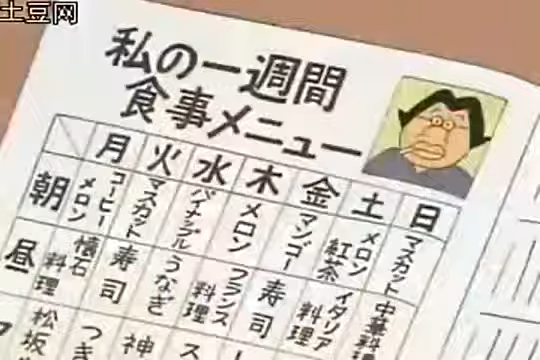 土豆网
私の一週間
食事メニュー
月 火 水 木 金 土 日
朝 コーヒー メロン マスカット パイナップル メロン マンゴー メロン 紅茶 マスカット
昼 懐石料理 寿司 うなぎ フランス料理 寿司 イタリア料理 中華料理
松坂